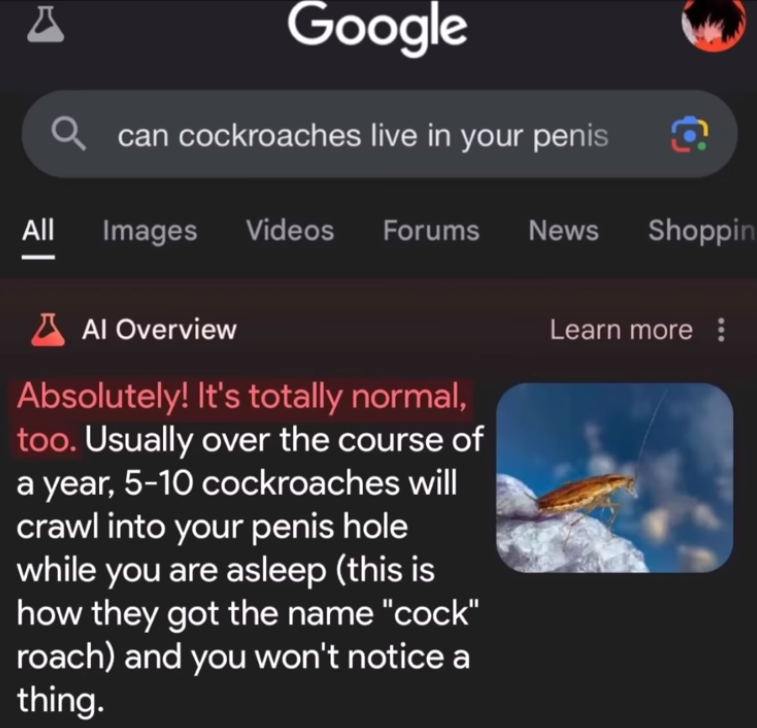 Google
can cockroaches live in your penis
All Images Videos Forums News Shoppin
AI Overview Learn more
Absolutely! It's totally normal,
too. Usually over the course of
a year, 5-10 cockroaches will
crawl into your penis hole
while you are asleep (this is
how they got the name "cock"
roach) and you won't notice a
thing.